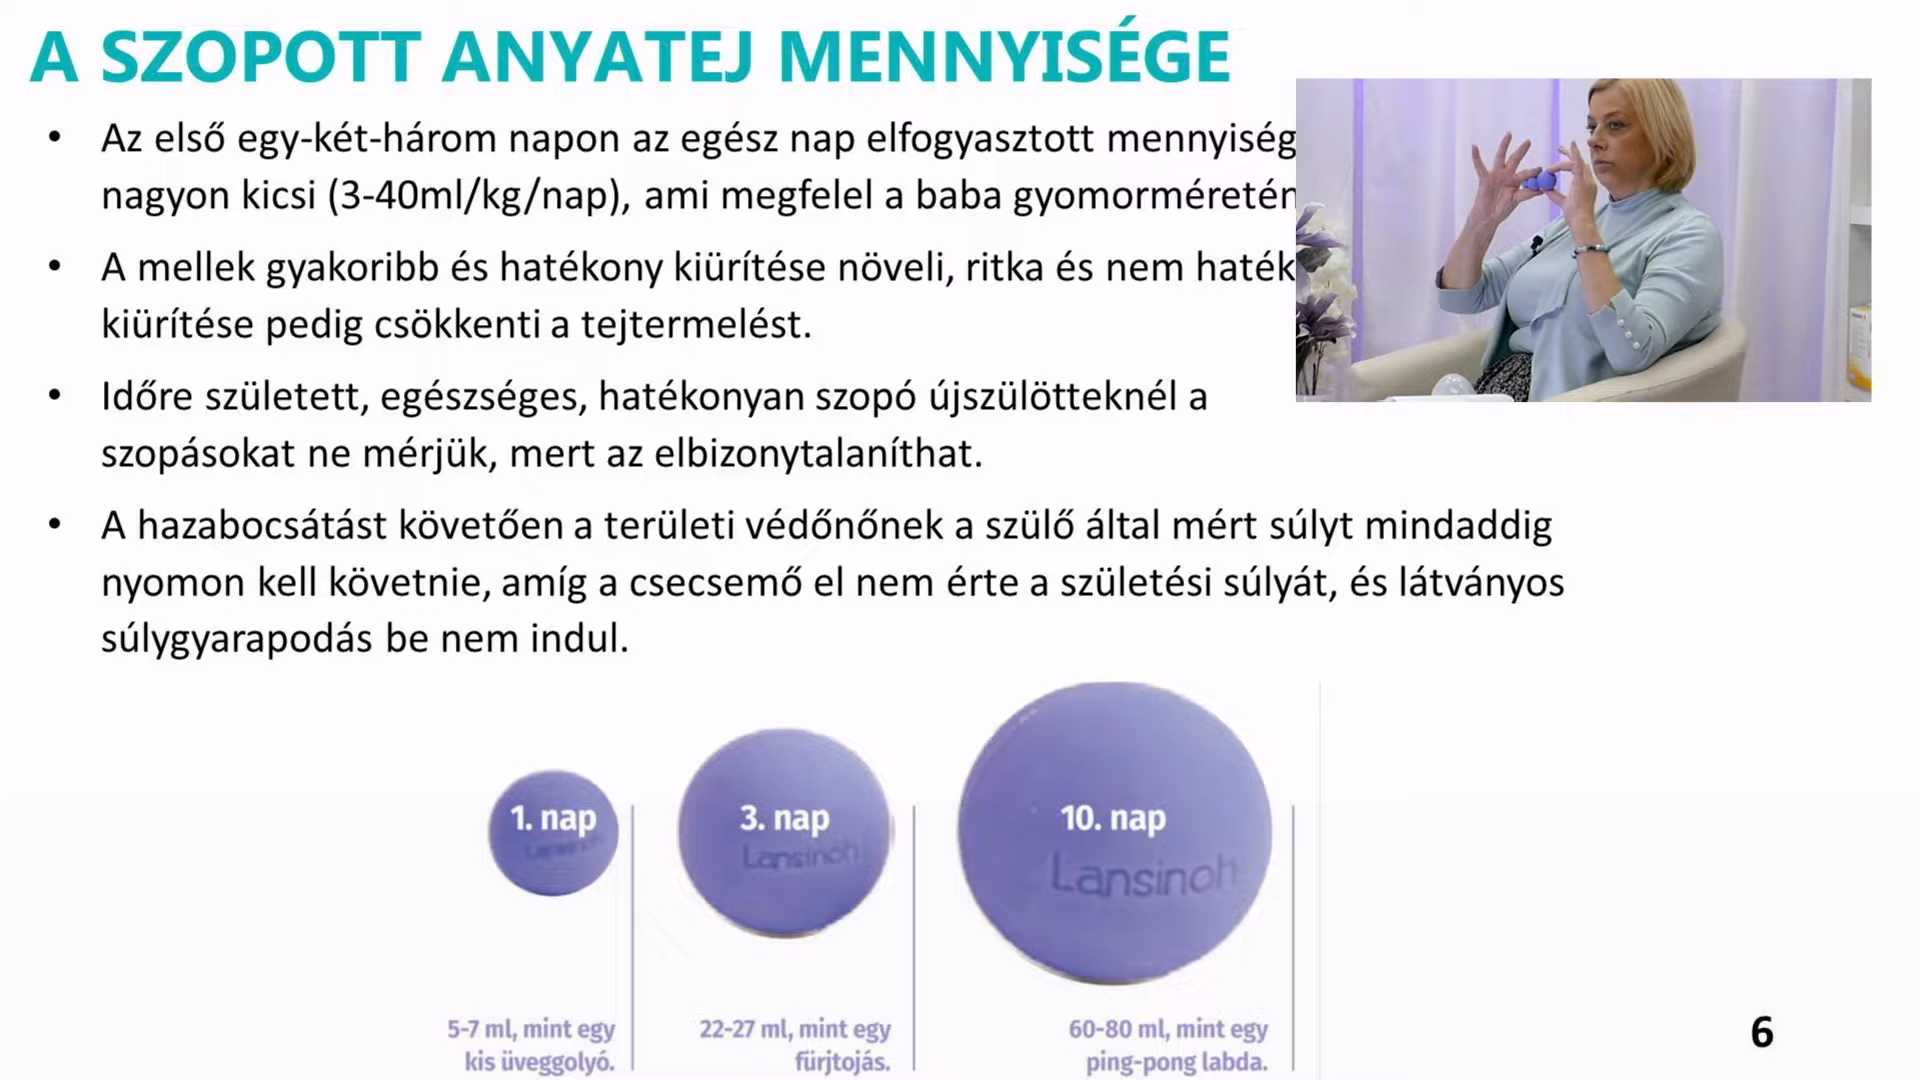 A SZOPOTT ANYATEJ MENNYISÉGE
• Az első egy-két-három napon az egész nap elfogyasztott mennyiség
nagyon kicsi (3-40ml/kg/nap), ami megfelel a baba gyomorméretén
• A mellek gyakoribb és hatékony kiürítése növeli, ritka és nem haték
kiürítése pedig csökkenti a tejtermelést.
• Időre született, egészséges, hatékonyan szopó újszülötteknél a
szopásokat ne mérjük, mert az elbizonytalaníthat.
• A hazabocsátást követően a területi védőnőnek a szülő által mért súlyt mindaddig
nyomon kell követnie, amíg a csecsemő el nem érte a születési súlyát, és látványos
súlygyarapodás be nem indul.
1. nap
Lansinoh
3. nap
Lansinoh
10. nap
Lansinoh
5-7 ml, mint egy
kis üveggolyó.
22-27 ml, mint egy
fürjtojás.
60-80 ml, mint egy
ping-pong labda.
6